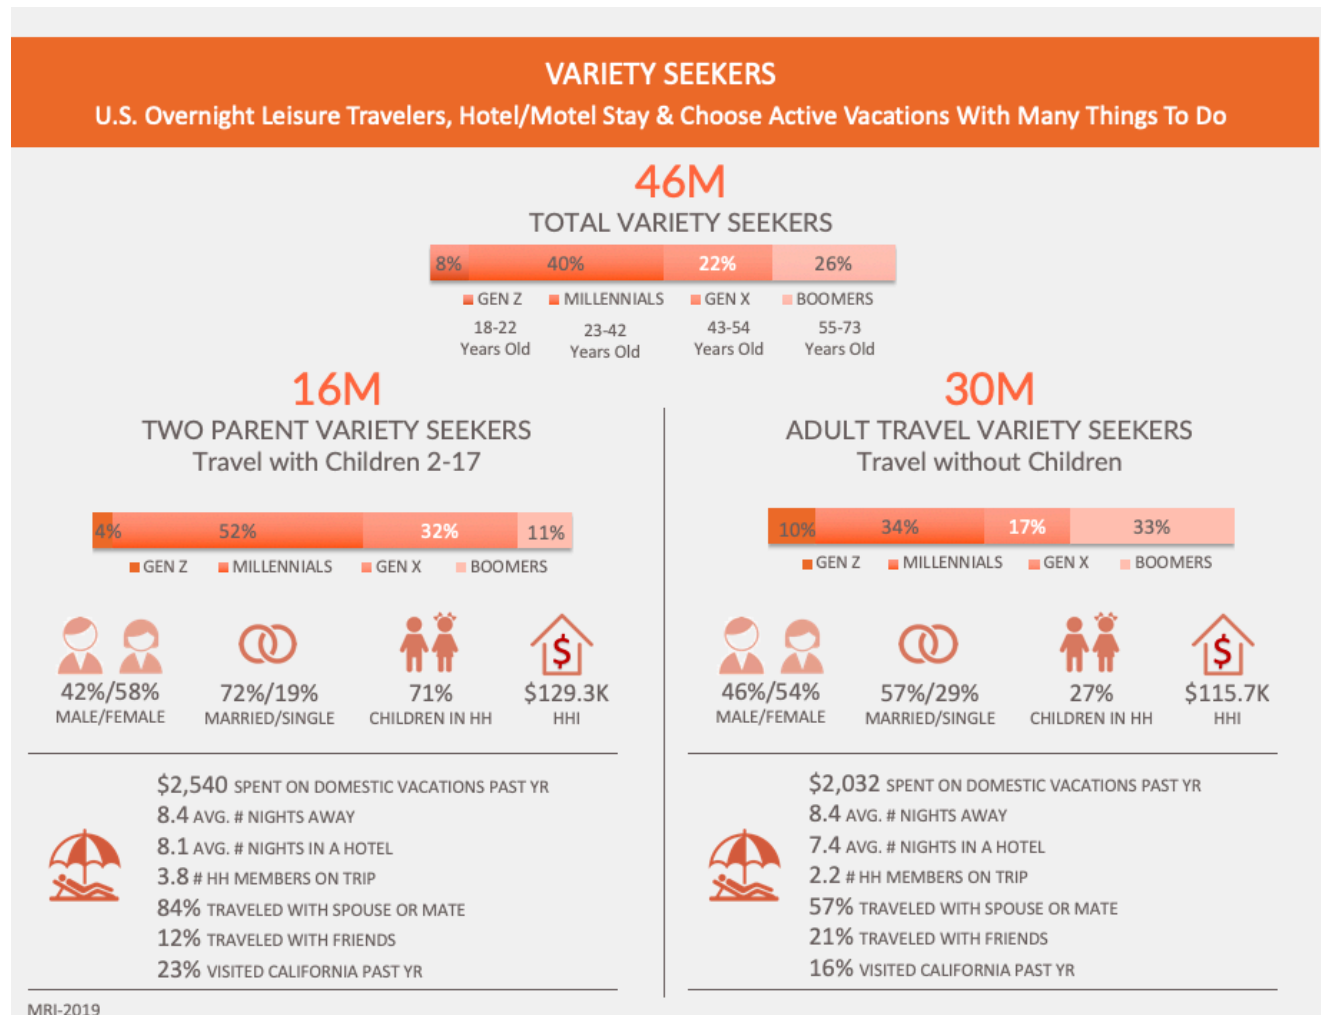 VARIETY SEEKERS
U.S. Overnight Leisure Travelers, Hotel/Motel Stay & Choose Active Vacations With Many Things To Do
46M
TOTAL VARIETY SEEKERS
8% 40% 22% 26%
GEN Z MILLENNIALS GEN X BOOMERS
18-22 23-42 43-54 55-73
Years Old Years Old Years Old Years Old
16M
TWO PARENT VARIETY SEEKERS
Travel with Children 2-17
4% 52% 32% 11%
GEN Z MILLENNIALS GEN X BOOMERS
42%/58% 72%/19% 71% $129.3K
MALE/FEMALE MARRIED/SINGLE CHILDREN IN HH HHI
$2,540 SPENT ON DOMESTIC VACATIONS PAST YR
8.4 AVG. # NIGHTS AWAY
8.1 AVG. # NIGHTS IN A HOTEL
3.8 # HH MEMBERS ON TRIP
84% TRAVELED WITH SPOUSE OR MATE
12% TRAVELED WITH FRIENDS
23% VISITED CALIFORNIA PAST YR
30M
ADULT TRAVEL VARIETY SEEKERS
Travel without Children
10% 34% 17% 33%
GEN Z MILLENNIALS GEN X BOOMERS
46%/54% 57%/29% 27% $115.7K
MALE/FEMALE MARRIED/SINGLE CHILDREN IN HH HHI
$2,032 SPENT ON DOMESTIC VACATIONS PAST YR
8.4 AVG. # NIGHTS AWAY
7.4 AVG. # NIGHTS IN A HOTEL
2.2 # HH MEMBERS ON TRIP
57% TRAVELED WITH SPOUSE OR MATE
21% TRAVELED WITH FRIENDS
16% VISITED CALIFORNIA PAST YR
MRI-2019